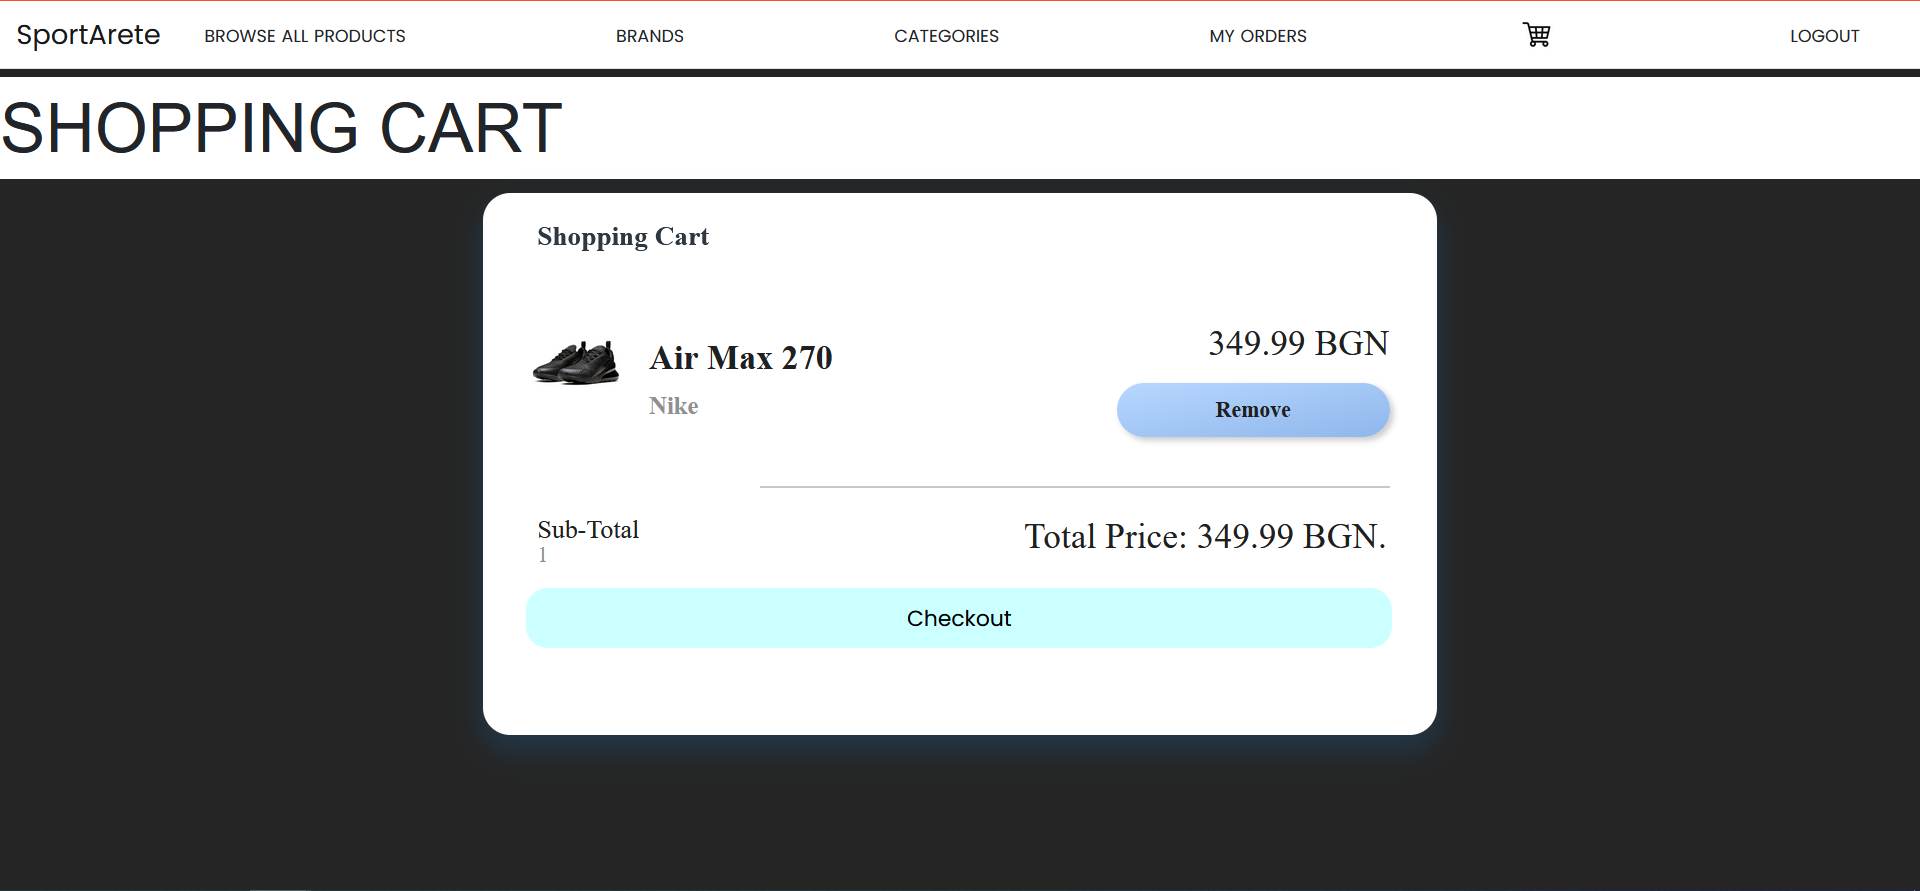 SportArete BROWSE ALL PRODUCTS BRANDS CATEGORIES MY ORDERS LOGOUT
SHOPPING CART
Shopping Cart
349.99 BGN
Air Max 270
Nike
Remove
Sub-Total
1
Total Price: 349.99 BGN.
Checkout